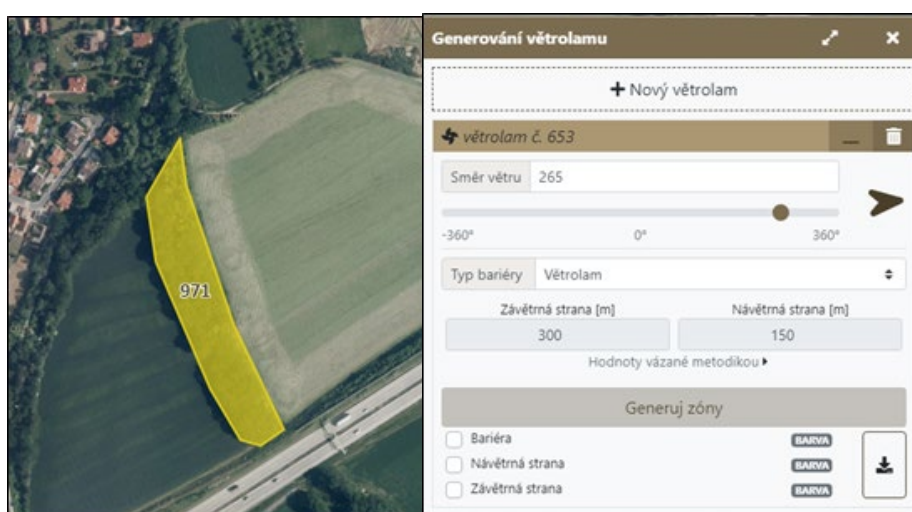 971
Generování větrolamu
+ Nový větrolam
větrolam č. 653
Směr větru 265
-360° 0° 360°
Typ bariéry Větrolam
Závětrná strana [m] Návětrná strana [m]
300 150
Hodnoty vázané metodikou
Generuj zóny
Bariéra BARVA
Návětrná strana BARVA
Závětrná strana BARVA